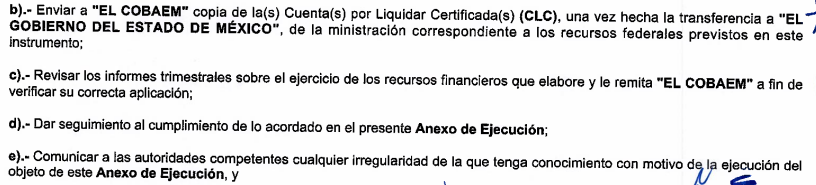 b).- Enviar a "EL COBAEM" copia de la(s) Cuenta(s) por Liquidar Certificada(s) (CLC), una vez hecha la transferencia a "EL
GOBIERNO DEL ESTADO DE MÉXICO", de la ministración correspondiente a los recursos federales previstos en este
instrumento;
c).- Revisar los informes trimestrales sobre el ejercicio de los recursos financieros que elabore y le remita "EL COBAEM" a fin de
verificar su correcta aplicación;
d).- Dar seguimiento al cumplimiento de lo acordado en el presente Anexo de Ejecución;
e).- Comunicar a las autoridades competentes cualquier irregularidad de la que tenga conocimiento con motivo de la ejecución del
objeto de este Anexo de Ejecución, y